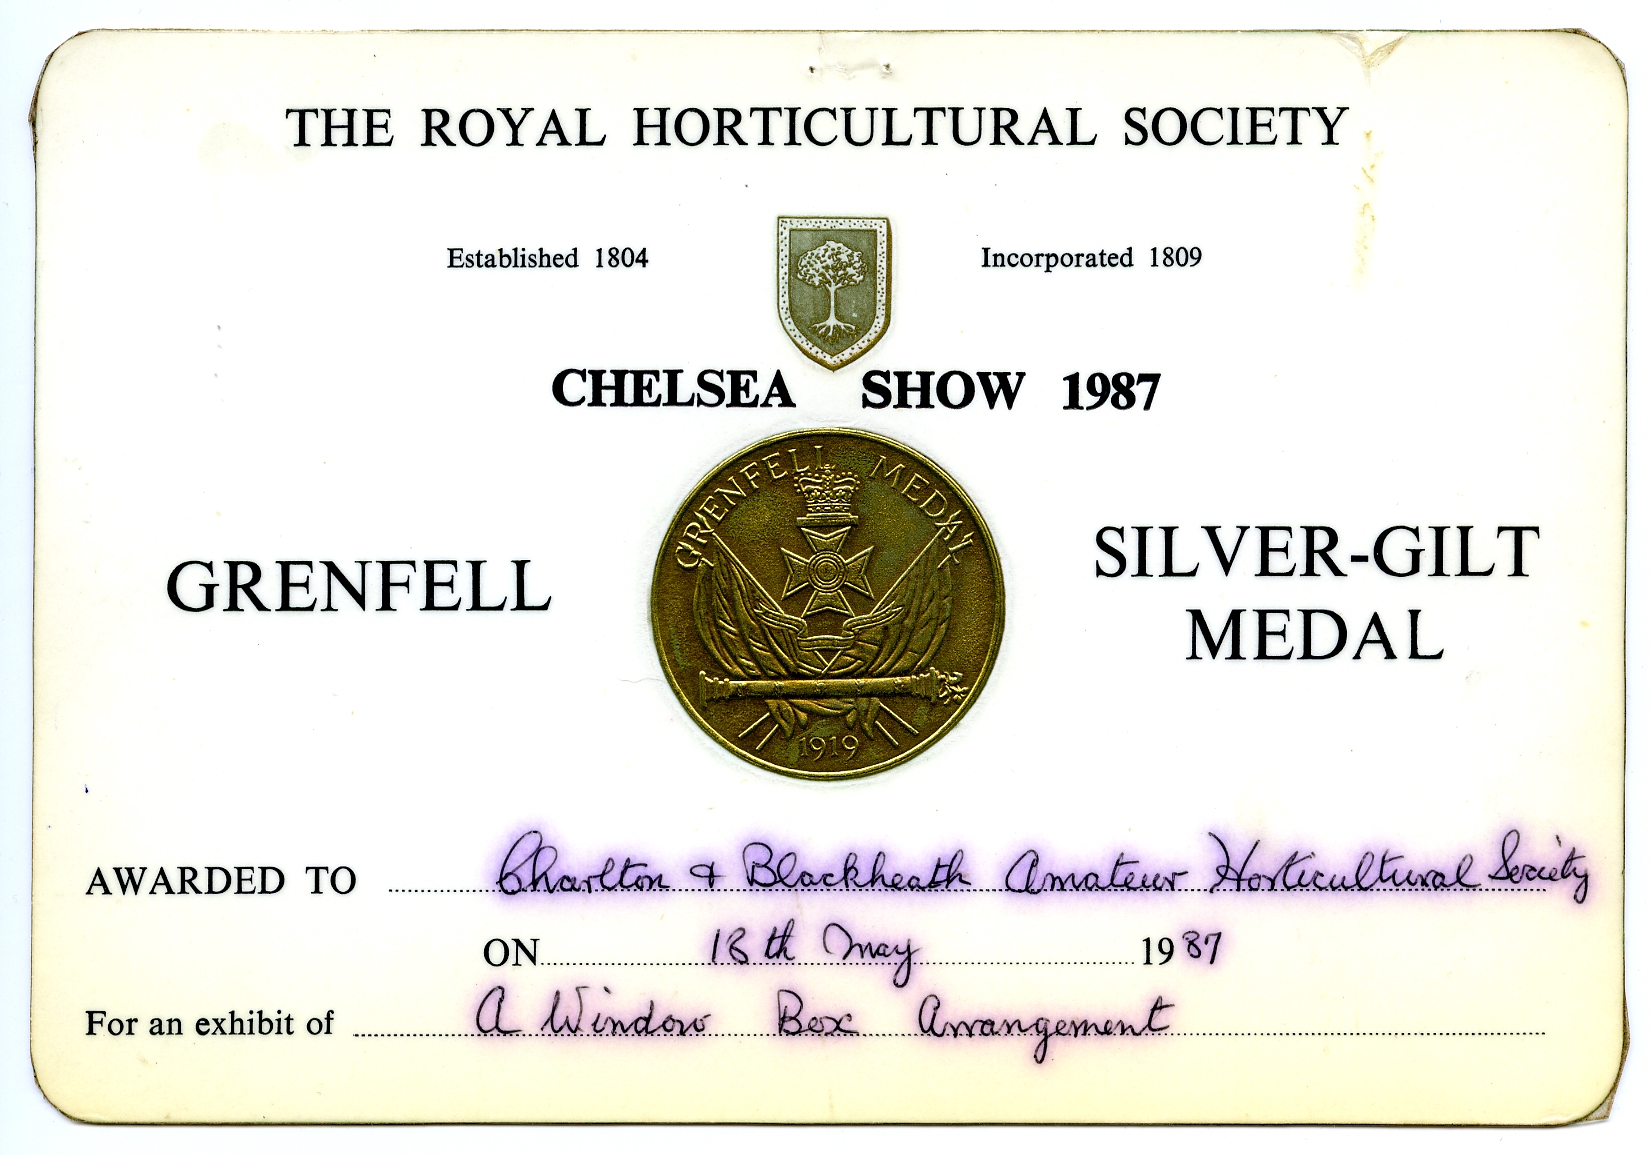 THE ROYAL HORTICULTURAL SOCIETY
Established 1804 Incorporated 1809
CHELSEA SHOW 1987
GRENFELL MEDAL
1919
GRENFELL
SILVER-GILT
MEDAL
AWARDED TO Charlton & Blackheath Amateur Horticultural Society
ON 18th May 1987
For an exhibit of A Window Box Arrangement